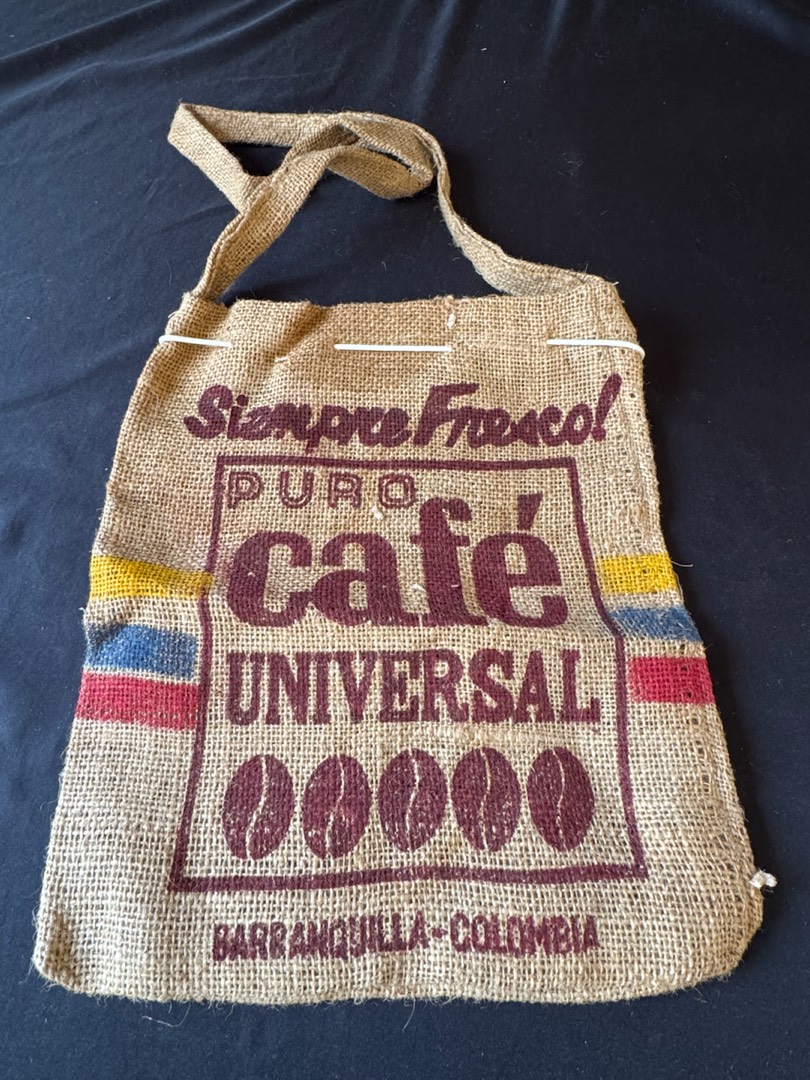 Siempre Fresco!
PURO
café
UNIVERSAL
BARRANQUILLA-COLOMBIA